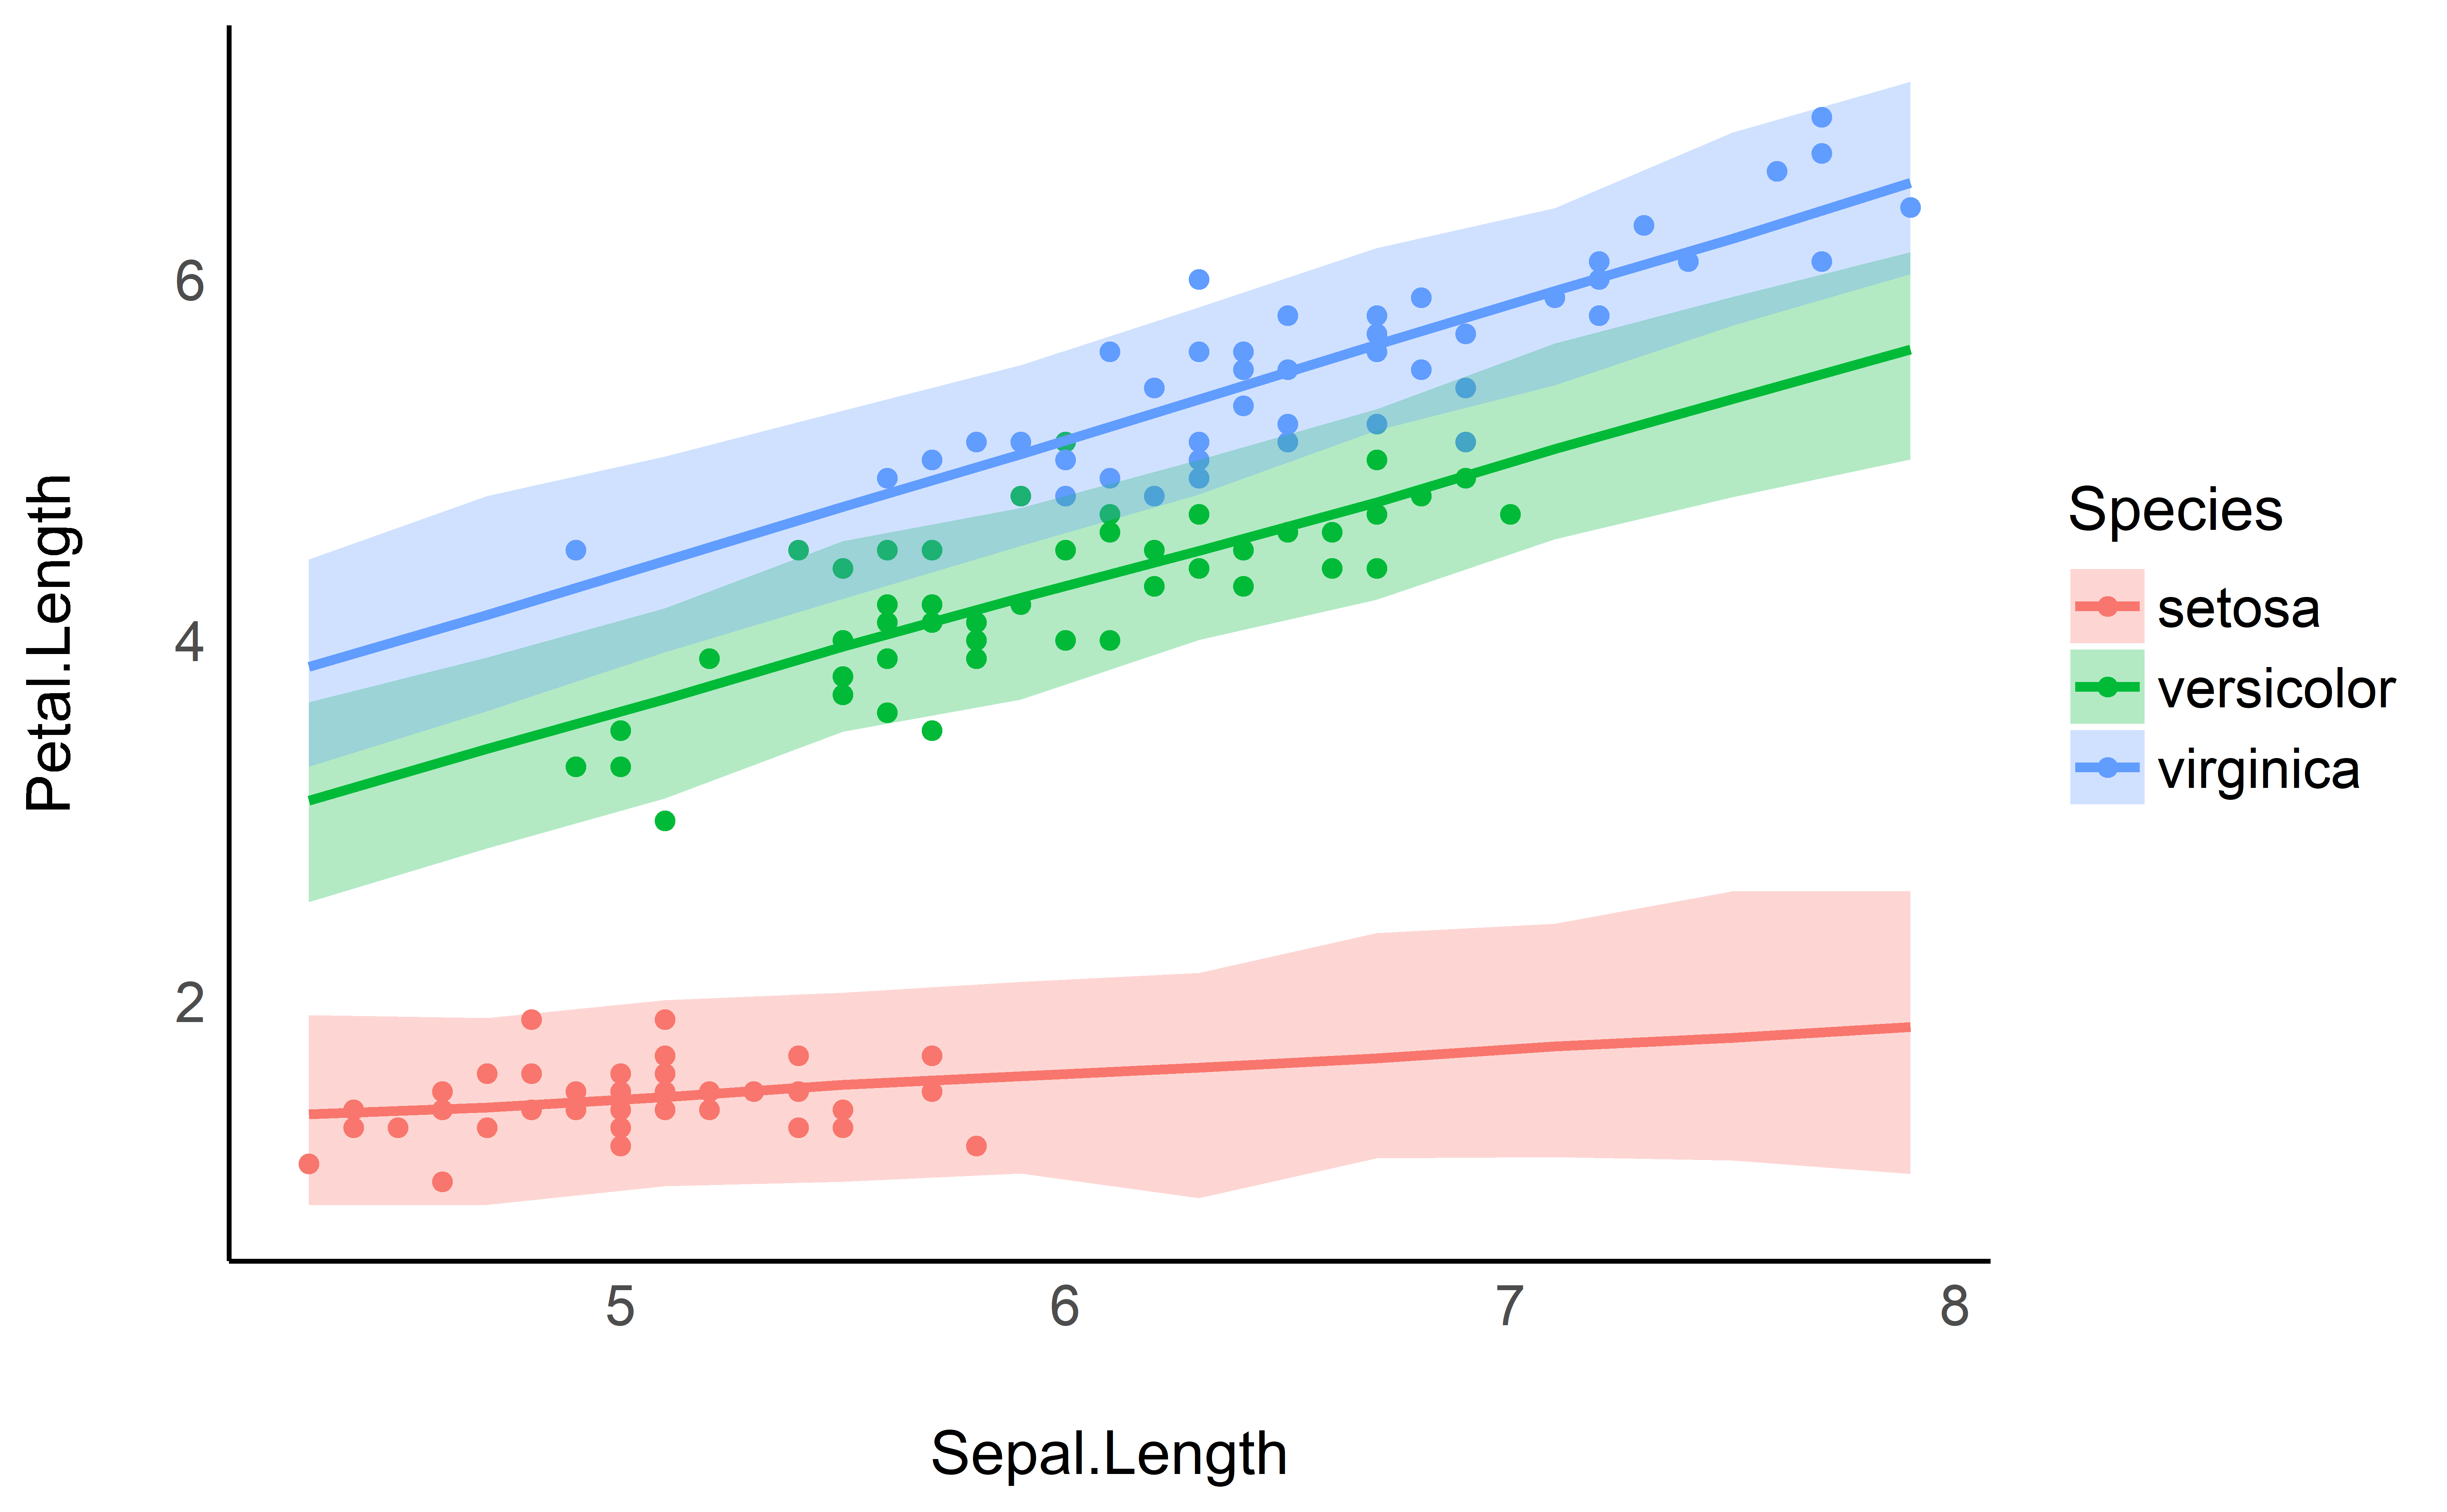 Petal.Length
6
4
2
5 6 7 8
Sepal.Length
Species
setosa
versicolor
virginica